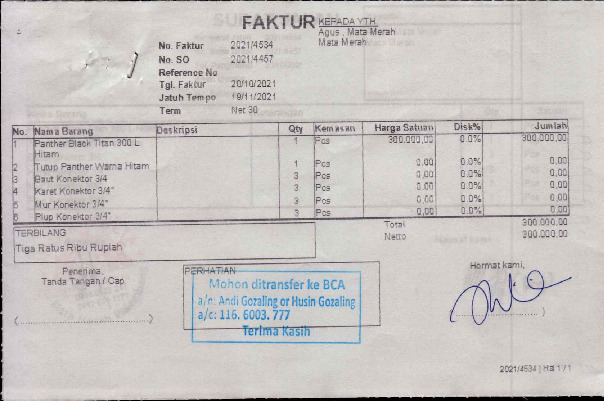 FAKTUR
KEPADA YTH.
Agus , Mata Merah
Mata Merah
No. Faktur 2021/4534
No. SO 2021/4457
Reference No
Tgl. Faktur 20/10/2021
Jatuh Tempo 19/11/2021
Term Net 30
No. Nama Barang Deskripsi Qty Kemasan Harga Satuan Disk% Jumlah
1 Panther Black Titan 300 L Hitam 1 Pcs 300.000,00 0.0% 300.000,00
2 Tutup Panther Warna Hitam 1 Pcs 0,00 0.0% 0,00
3 Baut Konektor 3/4 3 Pcs 0,00 0.0% 0,00
4 Karet Konektor 3/4" 3 Pcs 0,00 0.0% 0,00
5 Mur Konektor 3/4" 3 Pcs 0,00 0.0% 0,00
6 Plup Konektor 3/4" 3 Pcs 0,00 0.0% 0,00
Total 300.000,00
Netto 300.000,00
TERBILANG
Tiga Ratus Ribu Rupiah
Penerima,
Tanda Tangan / Cap
PERHATIAN
Mohon ditransfer ke BCA
a/n: Andi Gozaling or Husin Gozaling
a/c: 116. 6003. 777
Terima Kasih
Hormat kami,
2021/4534 | Hal 1 / 1